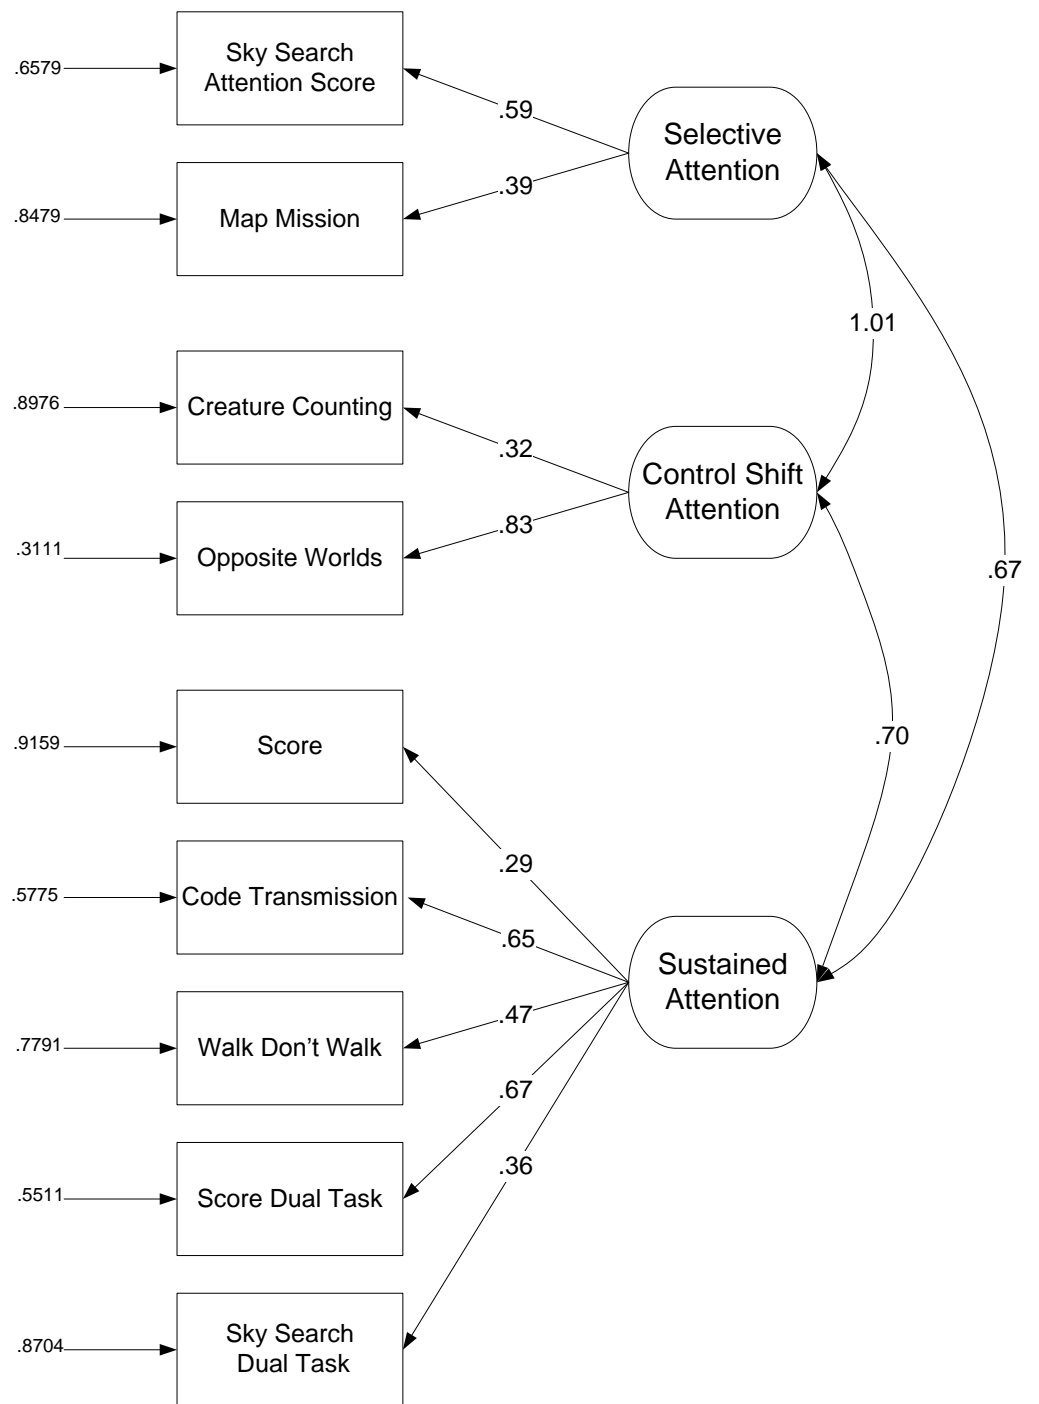 .6579
Sky Search
Attention Score
.59
Selective
Attention
.8479
Map Mission
.39
1.01
.8976
Creature Counting
.32
Control Shift
Attention
.3111
Opposite Worlds
.83
.67
.70
.9159
Score
.29
.5775
Code Transmission
.65
Sustained
Attention
.7791
Walk Don’t Walk
.47
.67
.5511
Score Dual Task
.36
.8704
Sky Search
Dual Task